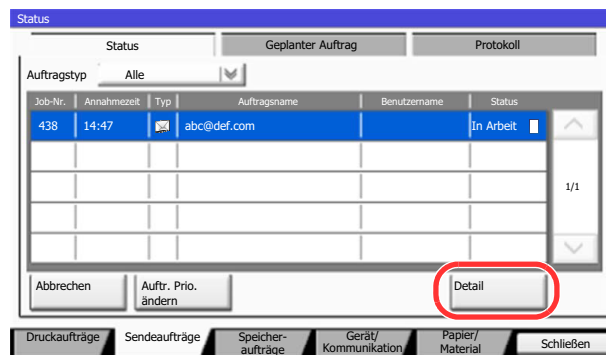 Status
Status Geplanter Auftrag Protokoll
Auftragstyp Alle
Job-Nr. Annahmezeit Typ Auftragsname Benutzername Status
438 14:47 abc@def.com In Arbeit
1/1
Abbrechen Auftr. Prio. Detail
ändern
Druckaufträge Sendeaufträge Speicher- Gerät/ Papier/ Schließen
aufträge Kommunikation Material